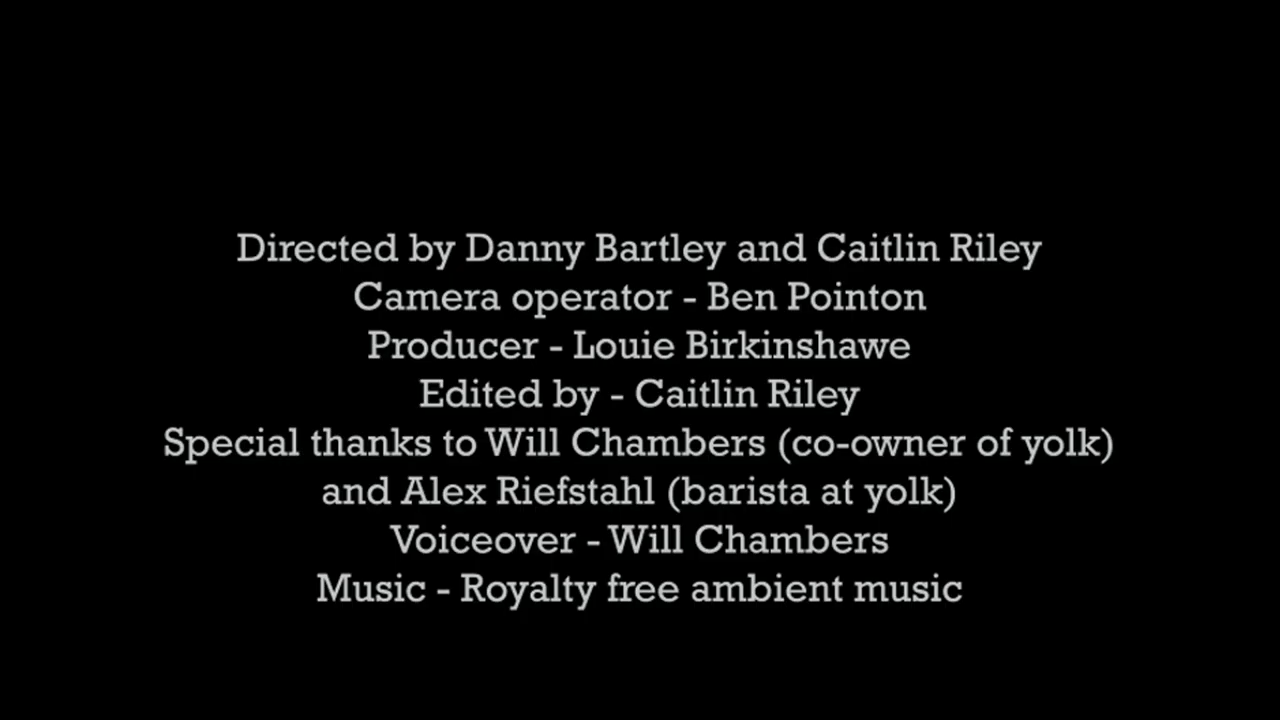 Directed by Danny Bartley and Caitlin Riley
Camera operator - Ben Pointon
Producer - Louie Birkinshawe
Edited by - Caitlin Riley
Special thanks to Will Chambers (co-owner of yolk)
and Alex Riefstahl (barista at yolk)
Voiceover - Will Chambers
Music - Royalty free ambient music